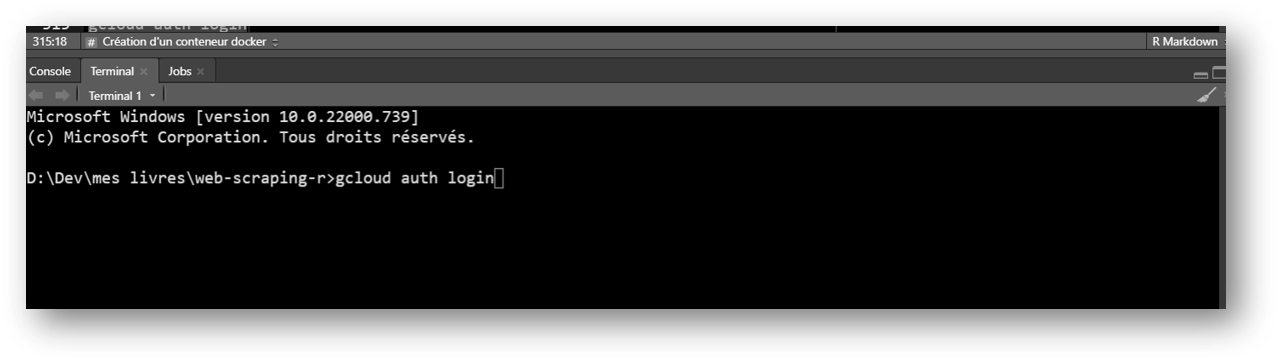 315 gcloud auth login
315:18 # Création d'un conteneur docker R Markdown
Console Terminal Jobs
Terminal 1
Microsoft Windows [version 10.0.22000.739]
(c) Microsoft Corporation. Tous droits réservés.
D:\Dev\mes livres\web-scraping-r>gcloud auth login